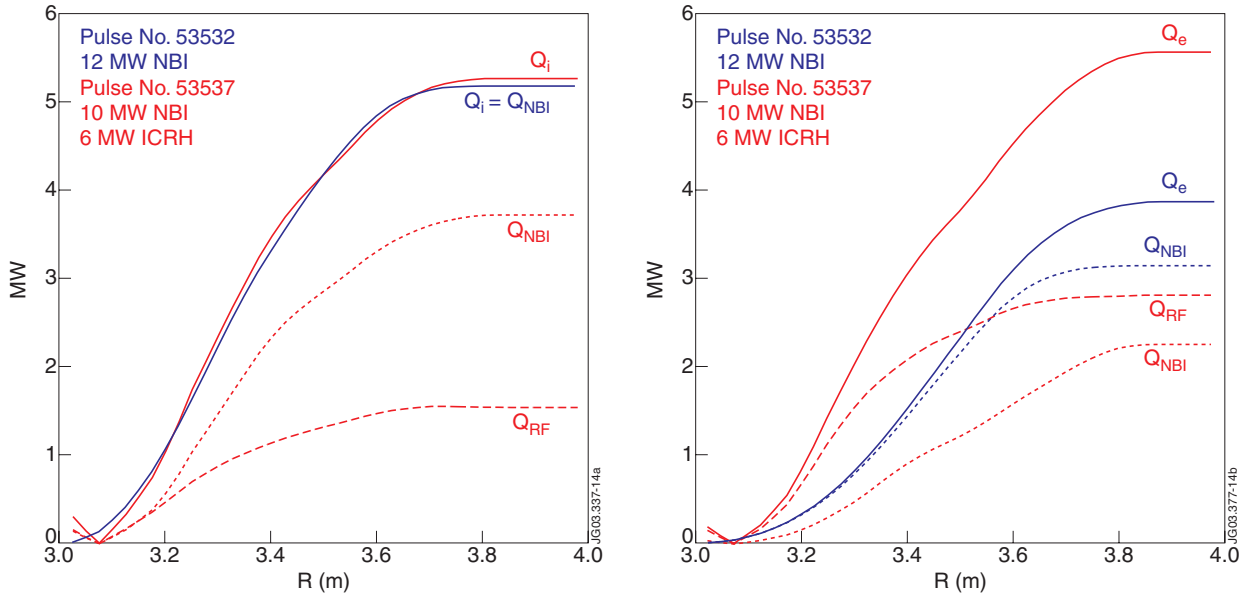 6
5
4
3
2
1
0
MW
Pulse No. 53532
12 MW NBI
Pulse No. 53537
10 MW NBI
6 MW ICRH
Qi
Qi = QNBI
QNBI
QRF
3.0
3.2
3.4
3.6
3.8
4.0
R (m)
JG03.337-14a
6
5
4
3
2
1
0
MW
Pulse No. 53532
12 MW NBI
Pulse No. 53537
10 MW NBI
6 MW ICRH
Qe
Qe
QNBI
QRF
QNBI
3.0
3.2
3.4
3.6
3.8
4.0
R (m)
JG03.377-14b